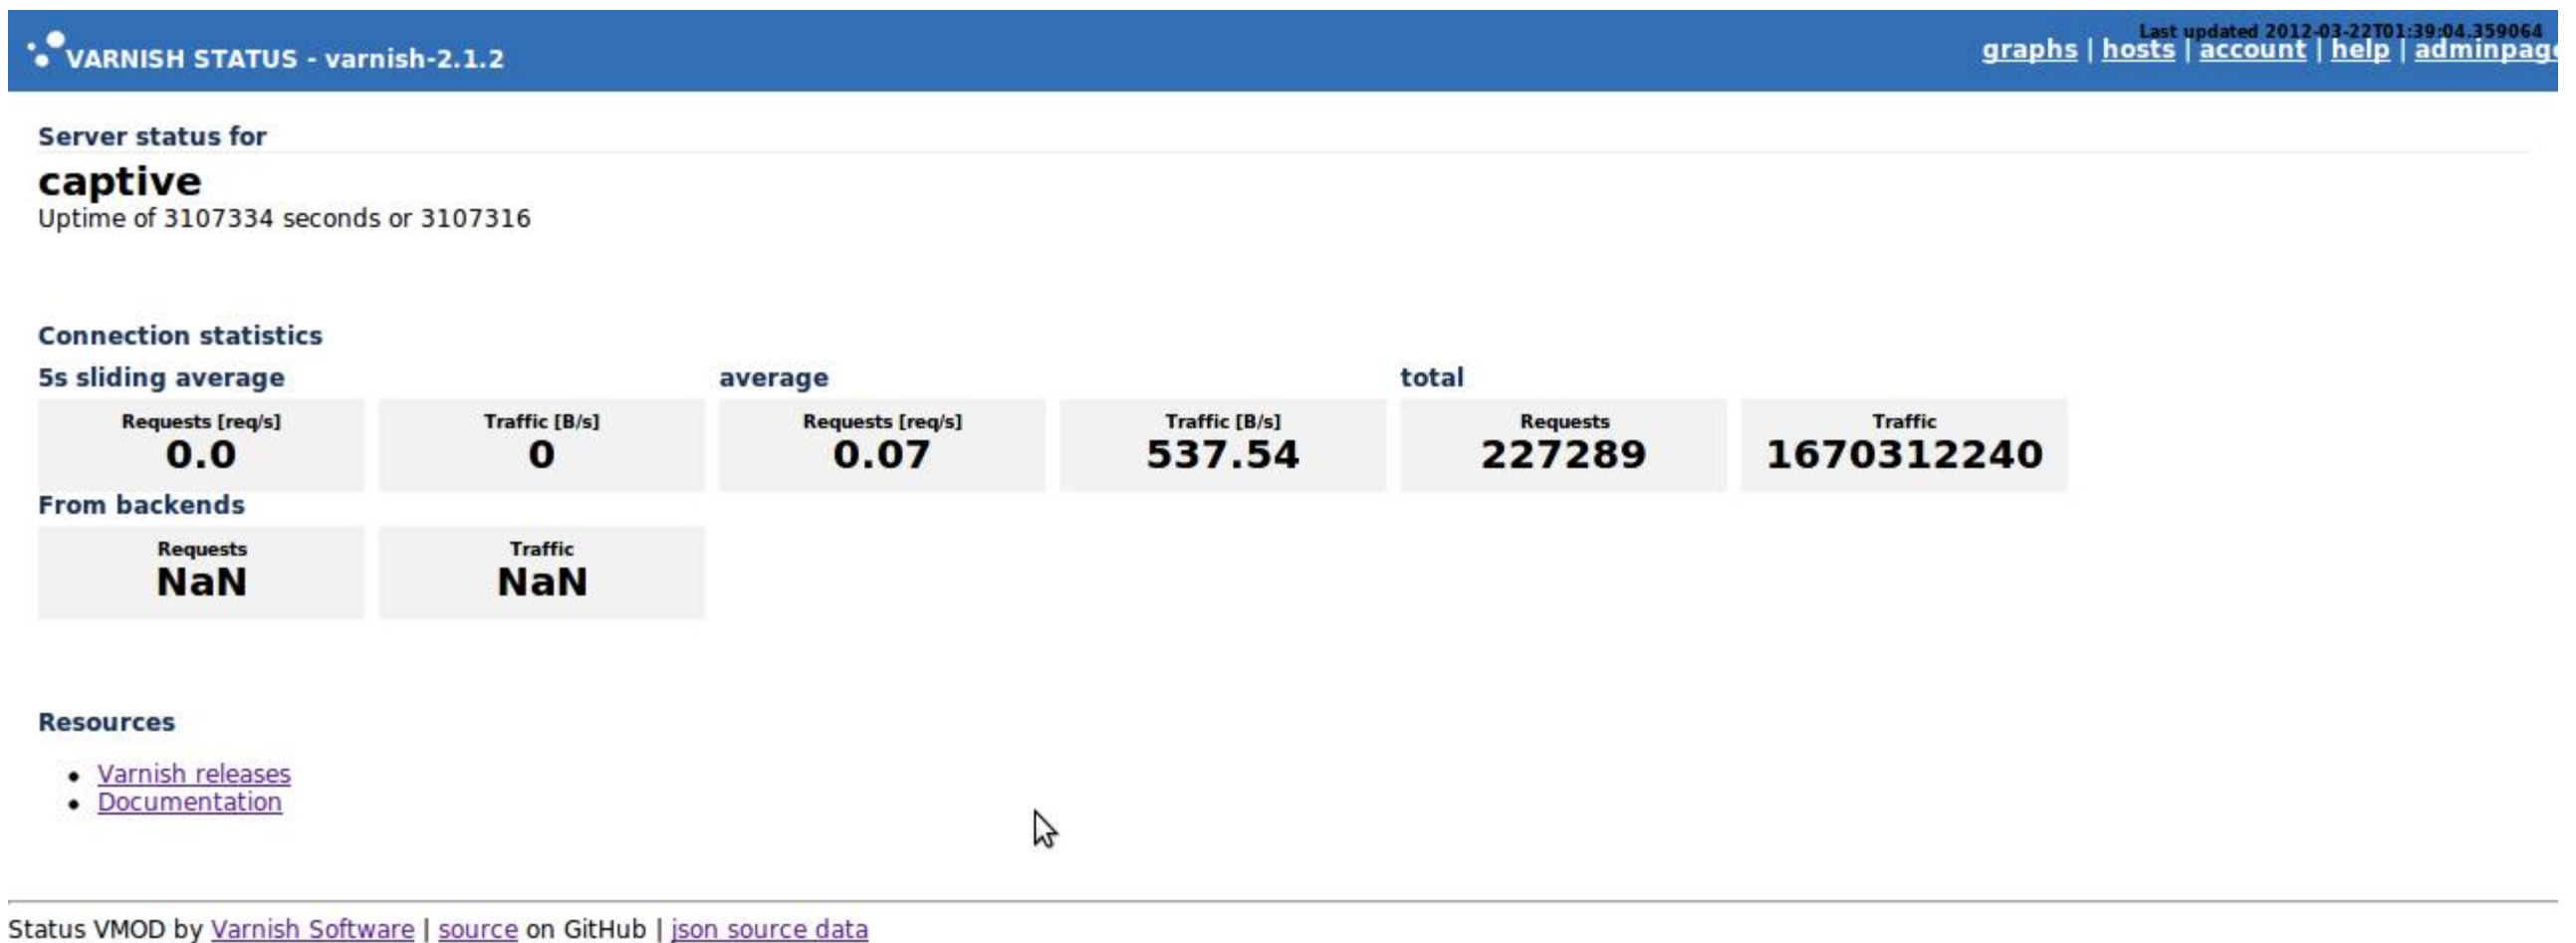 Last updated 2012-03-22T01:39:04.359064
VARNISH STATUS - varnish-2.1.2
graphs | hosts | account | help | adminpage
Server status for
captive
Uptime of 3107334 seconds or 3107316
Connection statistics
5s sliding average average total
Requests [req/s] Traffic [B/s] Requests [req/s] Traffic [B/s] Requests Traffic
0.0 0 0.07 537.54 227289 1670312240
From backends
Requests Traffic
NaN NaN
Resources
Varnish releases
Documentation
Status VMOD by Varnish Software | source on GitHub | json source data